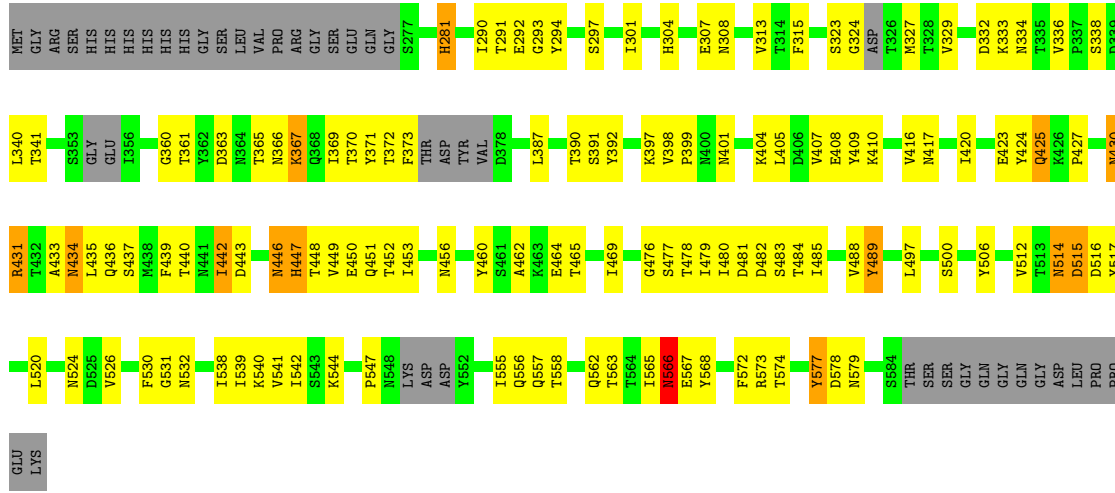 MET GLY ARG SER HIS HIS HIS HIS HIS HIS GLY SER LEU VAL PRO ARG GLY SER GLU GLN GLY S277 H281 I290 T291 E292 G293 Y294 S297 I301 H304 E307 N308 V313 T314 F315 S323 G324 ASP T326 M327 T328 V329 D332 K333 N334 T335 V336 P337 S338 D339
L340 T341 S353 GLY GLU I356 G360 T361 Y362 D363 N364 T365 N366 K367 Q368 I369 T370 Y371 T372 F373 THR ASP TYR VAL D378 L387 T390 S391 Y392 K397 V398 P399 N400 N401 K404 L405 D406 V407 E408 Y409 K410 V416 N417 I420 E423 Y424 Q425 K426 P427 N430
R431 T432 A433 N434 L435 Q436 S437 M438 F439 T440 N441 I442 D443 N446 H447 T448 V449 E450 Q451 T452 I453 N456 Y460 S461 A462 K463 E464 T465 I469 G476 S477 T478 I479 I480 D481 D482 S483 T484 I485 V488 Y489 L497 S500 Y506 V512 T513 N514 D515 D516 Y517
L520 N524 D525 V526 F530 G531 N532 I538 I539 K540 V541 I542 S543 K544 P547 N548 LYS ASP ASP Y552 I555 Q556 Q557 T558 Q562 T563 T564 I565 N566 E567 Y568 F572 R573 T574 Y577 D578 N579 S584 THR SER SER GLY GLN GLY GLN GLY ASP LEU PRO PRO
GLU LYS